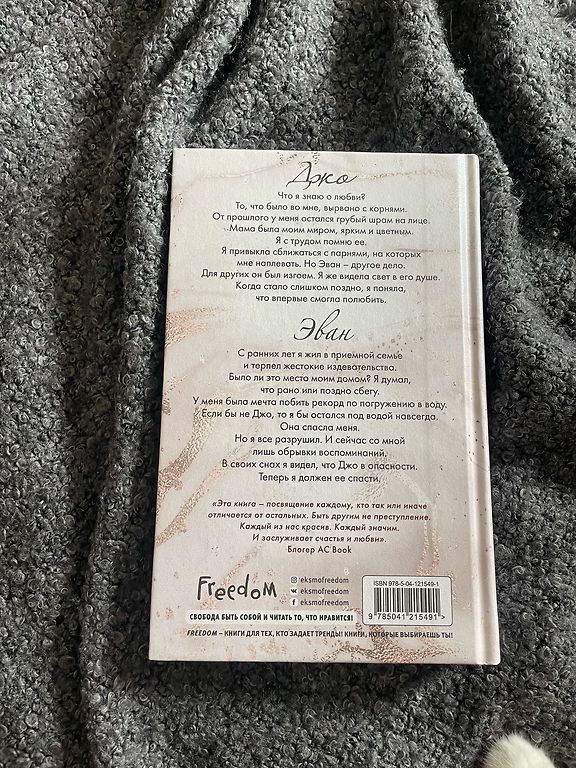 Джо
Что я знаю о любви?
То, что было во мне, вырвано с корнями.
От прошлого у меня остался грубый шрам на лице.
Мама была моим миром, ярким и цветным.
Я с трудом помню ее.
Я привыкла сближаться с парнями, на которых
мне наплевать. Но Эван – другое дело.
Для других он был изгоем. Я же видела свет в его душе.
Когда стало слишком поздно, я поняла,
что впервые смогла полюбить.
Эван
С ранних лет я жил в приемной семье
и терпел жестокие издевательства.
Было ли это место моим домом? Я думал,
что рано или поздно сбегу.
У меня была мечта побить рекорд по погружению в воду.
Если бы не Джо, то я бы остался под водой навсегда.
Она спасла меня.
Но я все разрушил. И сейчас со мной
лишь обрывки воспоминаний.
В своих снах я видел, что Джо в опасности.
Теперь я должен ее спасти.
«Эта книга – посвящение каждому, кто так или иначе
отличается от остальных. Быть другим не преступление.
Каждый из нас красив. Каждый значим.
И заслуживает счастья и любви».
Блогер AC Book
Freedom
eksmofreedom
eksmofreedom
eksmofreedom
ISBN 978-5-04-121549-1
9 785041 215491 >
СВОБОДА БЫТЬ СОБОЙ И ЧИТАТЬ ТО, ЧТО НРАВИТСЯ!
FREEDOM – КНИГИ ДЛЯ ТЕХ, КТО ЗАДАЕТ ТРЕНДЫ! КНИГИ, КОТОРЫЕ ВЫБИРАЕШЬ ТЫ!